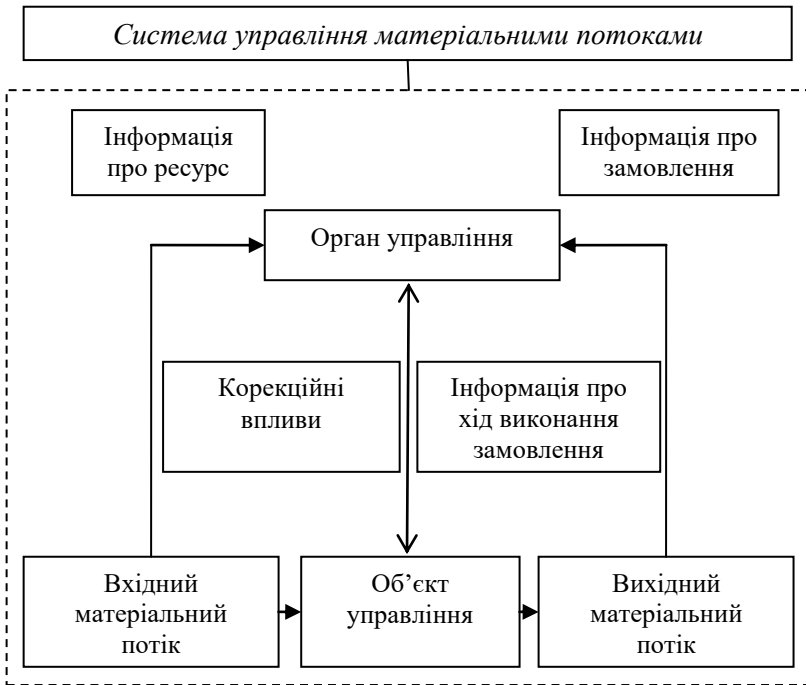 Система управління матеріальними потоками
Інформація
про ресурс
Інформація про
замовлення
Орган управління
Корекційні
впливи
Інформація про
хід виконання
замовлення
Вхідний
матеріальний
потік
Об’єкт
управління
Вихідний
матеріальний
потік